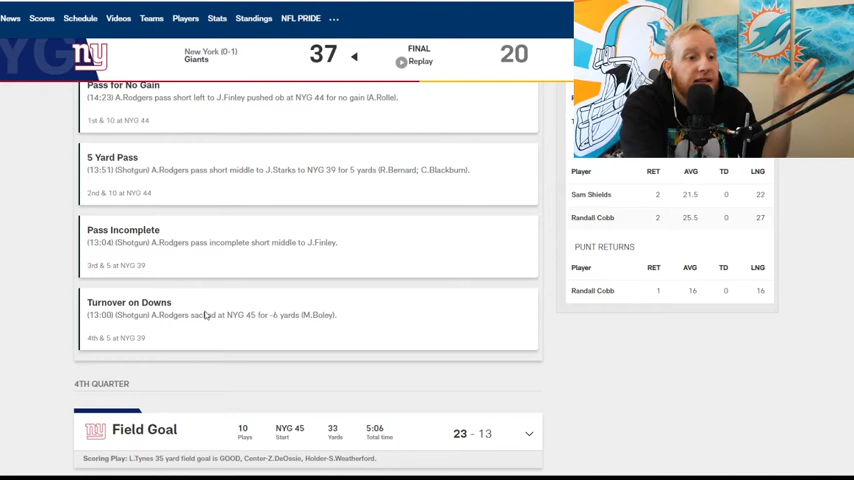 News Scores Schedule Videos Teams Players Stats Standings NFL PRIDE ...
NYG
ny
New York (0-1)
Giants
37
FINAL
Replay
20
Pass for No Gain
(14:23) A.Rodgers pass short left to J.Finley pushed ob at NYG 44 for no gain (A.Rolle).
1st & 10 at NYG 44
5 Yard Pass
(13:51) A.Rodgers pass short middle to J.Starks to NYG 39 for 5 yards (R.Bernard; C.Blackburn).
2nd & 10 at NYG 44
Pass Incomplete
(13:04) (Shotgun) A.Rodgers pass incomplete short middle to J.Finley.
3rd & 5 at NYG 39
Turnover on Downs
(13:00) (Shotgun) A.Rodgers sacked at NYG 45 for -6 yards (M.Boley).
4th & 5 at NYG 39
4TH QUARTER
ny
Field Goal
10 NYG 45 33 5:06
Plays Start Yards Total time
23 - 13
Scoring Play: L.Tynes 35 yard field goal is GOOD, Center-Z.DeOssie, Holder-S.Weatherford.
Player RET AVG TD LNG
Sam Shields 2 21.5 0 22
Randall Cobb 2 25.5 0 27
PUNT RETURNS
Player RET AVG TD LNG
Randall Cobb 1 16 0 16